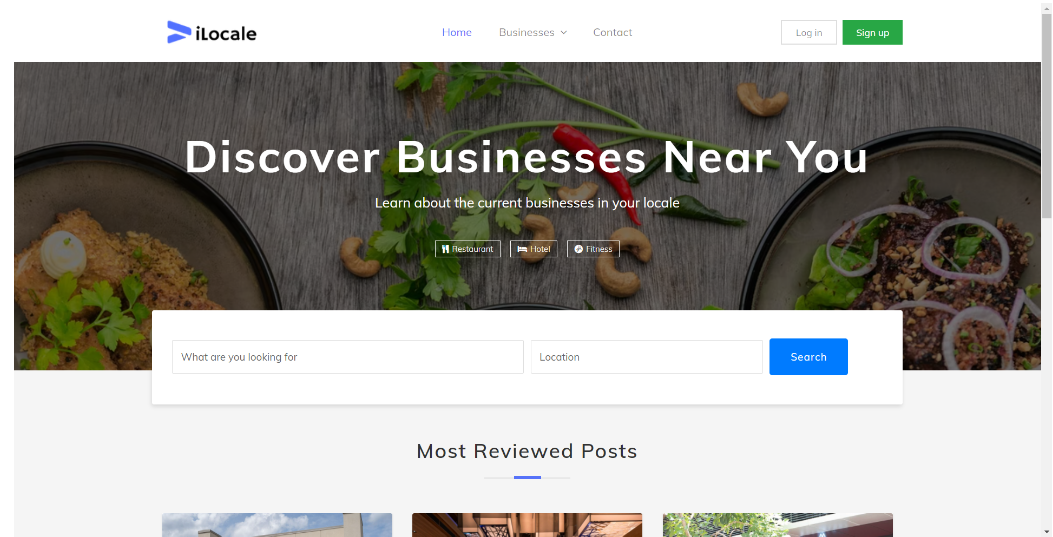 iLocale
Home Businesses Contact
Log in Sign up
Discover Businesses Near You
Learn about the current businesses in your locale
Restaurant Hotel Fitness
What are you looking for Location Search
Most Reviewed Posts